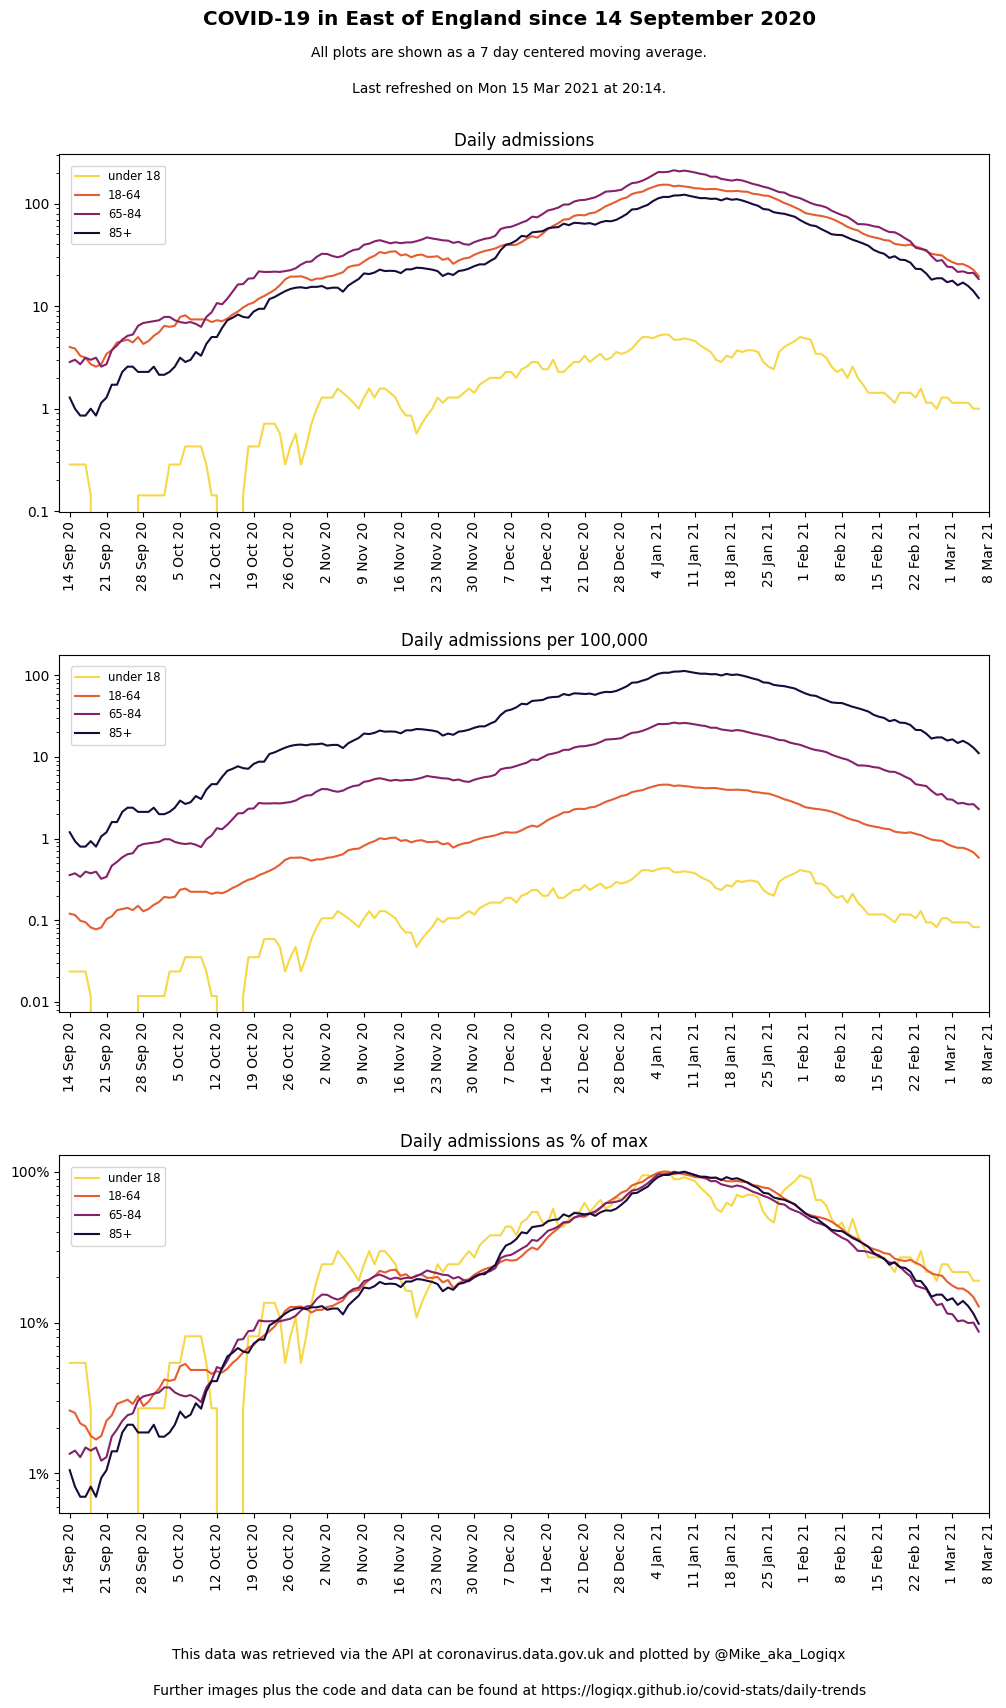 COVID-19 in East of England since 14 September 2020
All plots are shown as a 7 day centered moving average.
Last refreshed on Mon 15 Mar 2021 at 20:14.
Daily admissions
under 18
18-64
65-84
85+
100
10
1
0.1
14 Sep 20
21 Sep 20
28 Sep 20
5 Oct 20
12 Oct 20
19 Oct 20
26 Oct 20
2 Nov 20
9 Nov 20
16 Nov 20
23 Nov 20
30 Nov 20
7 Dec 20
14 Dec 20
21 Dec 20
28 Dec 20
4 Jan 21
11 Jan 21
18 Jan 21
25 Jan 21
1 Feb 21
8 Feb 21
15 Feb 21
22 Feb 21
1 Mar 21
8 Mar 21
Daily admissions per 100,000
under 18
18-64
65-84
85+
100
10
1
0.1
0.01
14 Sep 20
21 Sep 20
28 Sep 20
5 Oct 20
12 Oct 20
19 Oct 20
26 Oct 20
2 Nov 20
9 Nov 20
16 Nov 20
23 Nov 20
30 Nov 20
7 Dec 20
14 Dec 20
21 Dec 20
28 Dec 20
4 Jan 21
11 Jan 21
18 Jan 21
25 Jan 21
1 Feb 21
8 Feb 21
15 Feb 21
22 Feb 21
1 Mar 21
8 Mar 21
Daily admissions as % of max
under 18
18-64
65-84
85+
100%
10%
1%
14 Sep 20
21 Sep 20
28 Sep 20
5 Oct 20
12 Oct 20
19 Oct 20
26 Oct 20
2 Nov 20
9 Nov 20
16 Nov 20
23 Nov 20
30 Nov 20
7 Dec 20
14 Dec 20
21 Dec 20
28 Dec 20
4 Jan 21
11 Jan 21
18 Jan 21
25 Jan 21
1 Feb 21
8 Feb 21
15 Feb 21
22 Feb 21
1 Mar 21
8 Mar 21
This data was retrieved via the API at coronavirus.data.gov.uk and plotted by @Mike_aka_Logiqx
Further images plus the code and data can be found at https://logiqx.github.io/covid-stats/daily-trends